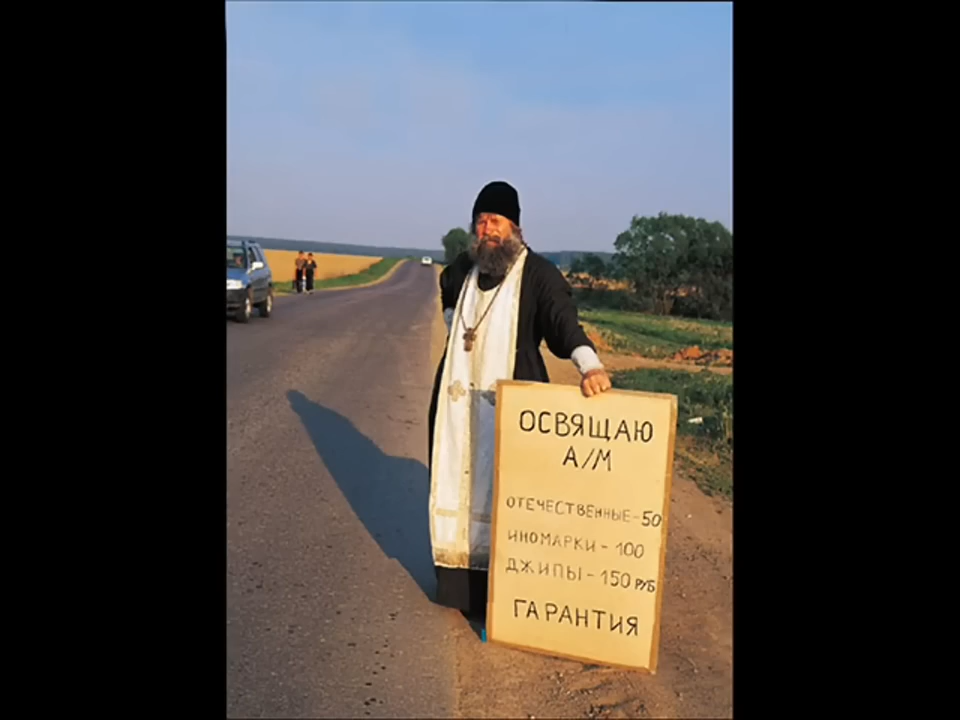 ОСВЯЩАЮ
А/М
ОТЕЧЕСТВЕННЫЕ-50
ИНОМАРКИ-100
ДЖИПЫ-150 РУБ
ГАРАНТИЯ